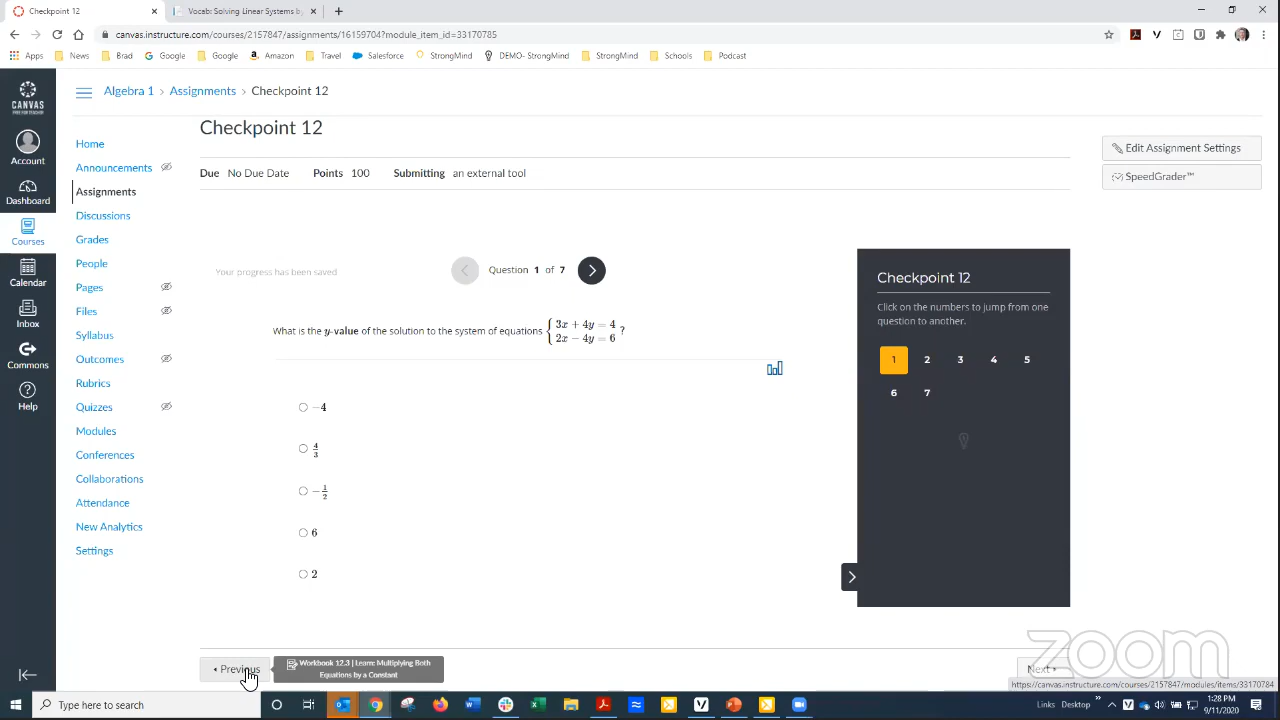 Checkpoint 12
Vocab: Solving Linear Systems by
canvas.instructure.com/courses/2157847/assignments/16159704?module_item_id=33170785
Apps News Brad Google Google Amazon Travel Salesforce StrongMind DEMO- StrongMind StrongMind Schools Podcast
CANVAS
FREE FOR TEACHER
Account
Dashboard
Courses
Calendar
Inbox
Commons
Help
Algebra 1 › Assignments › Checkpoint 12
Home
Announcements
Assignments
Discussions
Grades
People
Pages
Files
Syllabus
Outcomes
Rubrics
Quizzes
Modules
Conferences
Collaborations
Attendance
New Analytics
Settings
Checkpoint 12
Due No Due Date Points 100 Submitting an external tool
Edit Assignment Settings
SpeedGrader™
Your progress has been saved
Question 1 of 7
What is the y-value of the solution to the system of equations { 3x + 4y = 4
2x − 4y = 6 ?
−4
4/3
−1/2
6
2
Checkpoint 12
Click on the numbers to jump from one
question to another.
1 2 3 4 5
6 7
Previous
Workbook 12.3 | Learn: Multiplying Both
Equations by a Constant
Next
zoom
https://canvas.instructure.com/courses/2157847/modules/items/33170784
Type here to search
Links Desktop
1:28 PM
9/11/2020